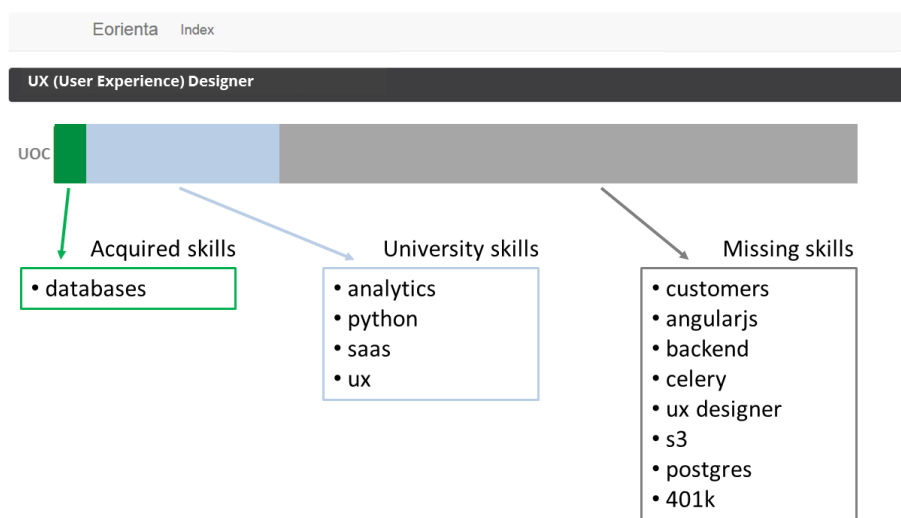 Eorienta Index
UX (User Experience) Designer
UOC
Acquired skills
• databases
University skills
• analytics
• python
• saas
• ux
Missing skills
• customers
• angularjs
• backend
• celery
• ux designer
• s3
• postgres
• 401k